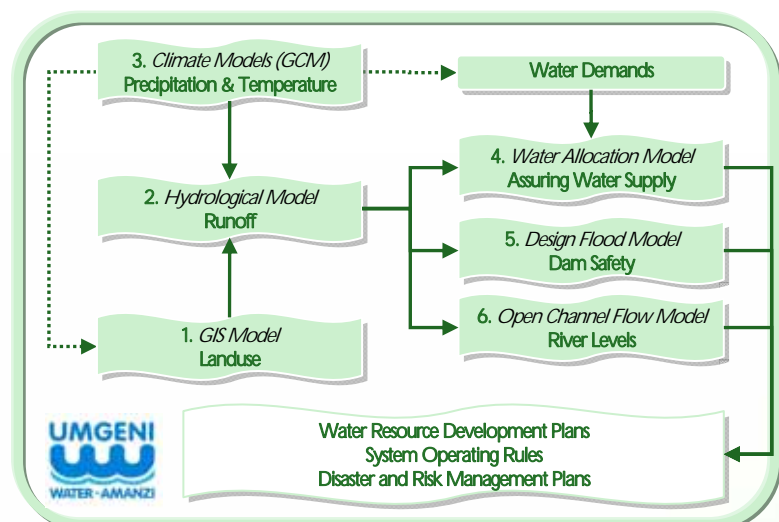 3. Climate Models (GCM)
Precipitation & Temperature
Water Demands
2. Hydrological Model
Runoff
4. Water Allocation Model
Assuring Water Supply
5. Design Flood Model
Dam Safety
1. GIS Model
Landuse
6. Open Channel Flow Model
River Levels
UMGENI
WATER-AMANZI
Water Resource Development Plans
System Operating Rules
Disaster and Risk Management Plans